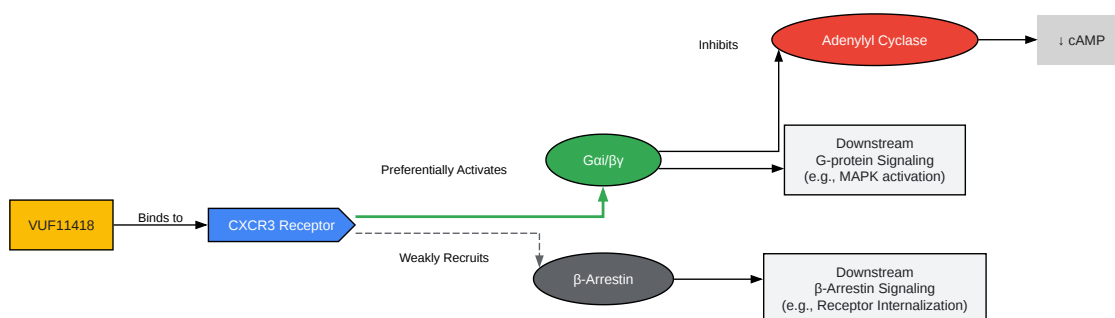 Inhibits
Adenylyl Cyclase
↓ cAMP
Gαi/βγ
Downstream
G-protein Signaling
(e.g., MAPK activation)
Preferentially Activates
VUF11418
Binds to
CXCR3 Receptor
Weakly Recruits
β-Arrestin
Downstream
β-Arrestin Signaling
(e.g., Receptor Internalization)